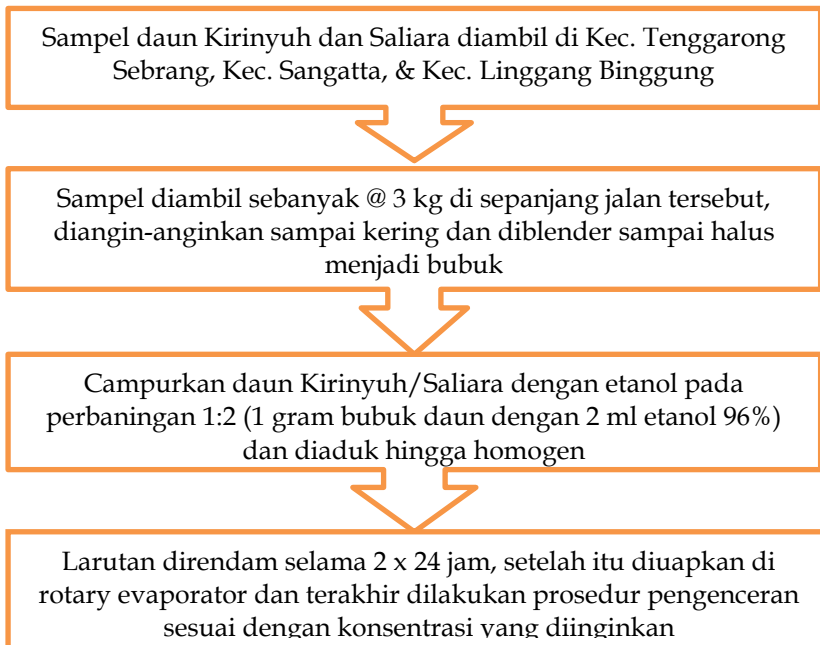 Sampel daun Kirinyuh dan Saliara diambil di Kec. Tenggarong
Sebrang, Kec. Sangatta, & Kec. Linggang Binggung
Sampel diambil sebanyak @ 3 kg di sepanjang jalan tersebut,
diangin-anginkan sampai kering dan diblender sampai halus
menjadi bubuk
Campurkan daun Kirinyuh/Saliara dengan etanol pada
perbaningan 1:2 (1 gram bubuk daun dengan 2 ml etanol 96%)
dan diaduk hingga homogen
Larutan direndam selama 2 x 24 jam, setelah itu diuapkan di
rotary evaporator dan terakhir dilakukan prosedur pengenceran
sesuai dengan konsentrasi yang diinginkan